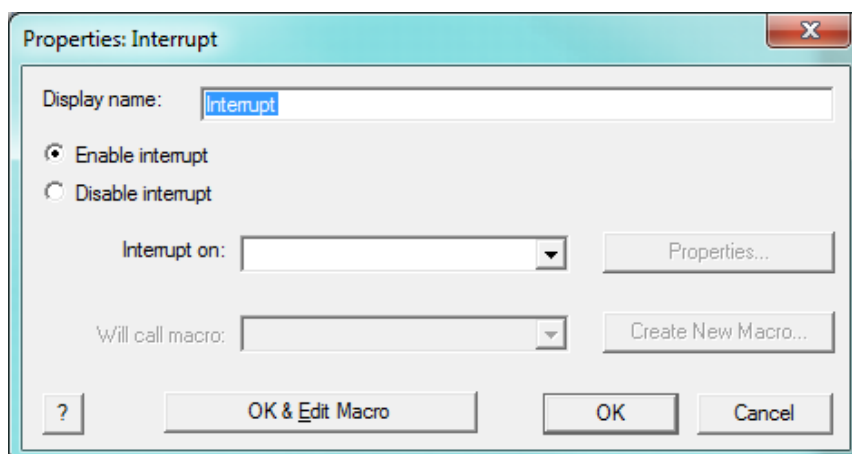 Properties: Interrupt
X
Display name: Interrupt
Enable interrupt
Disable interrupt
Interrupt on: Properties...
Will call macro: Create New Macro...
? OK & Edit Macro OK Cancel